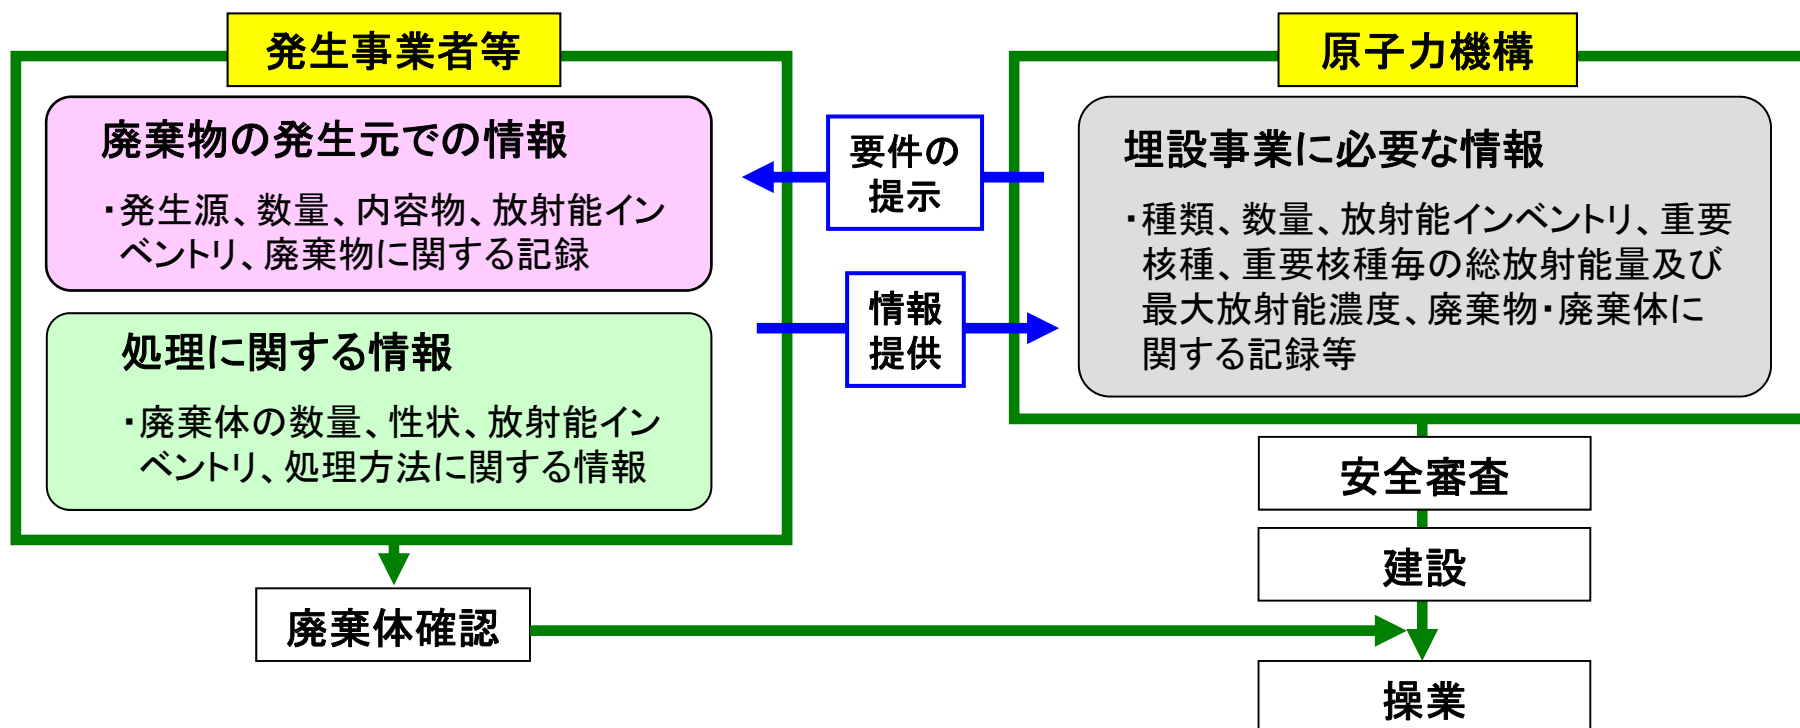 発生事業者等
廃棄物の発生元での情報
・発生源、数量、内容物、放射能イン
ベントリ、廃棄物に関する記録
処理に関する情報
・廃棄体の数量、性状、放射能イン
ベントリ、処理方法に関する情報
廃棄体確認
要件の
提示
情報
提供
原子力機構
埋設事業に必要な情報
・種類、数量、放射能インベントリ、重要
核種、重要核種毎の総放射能量及び
最大放射能濃度、廃棄物・廃棄体に
関する記録等
安全審査
建設
操業